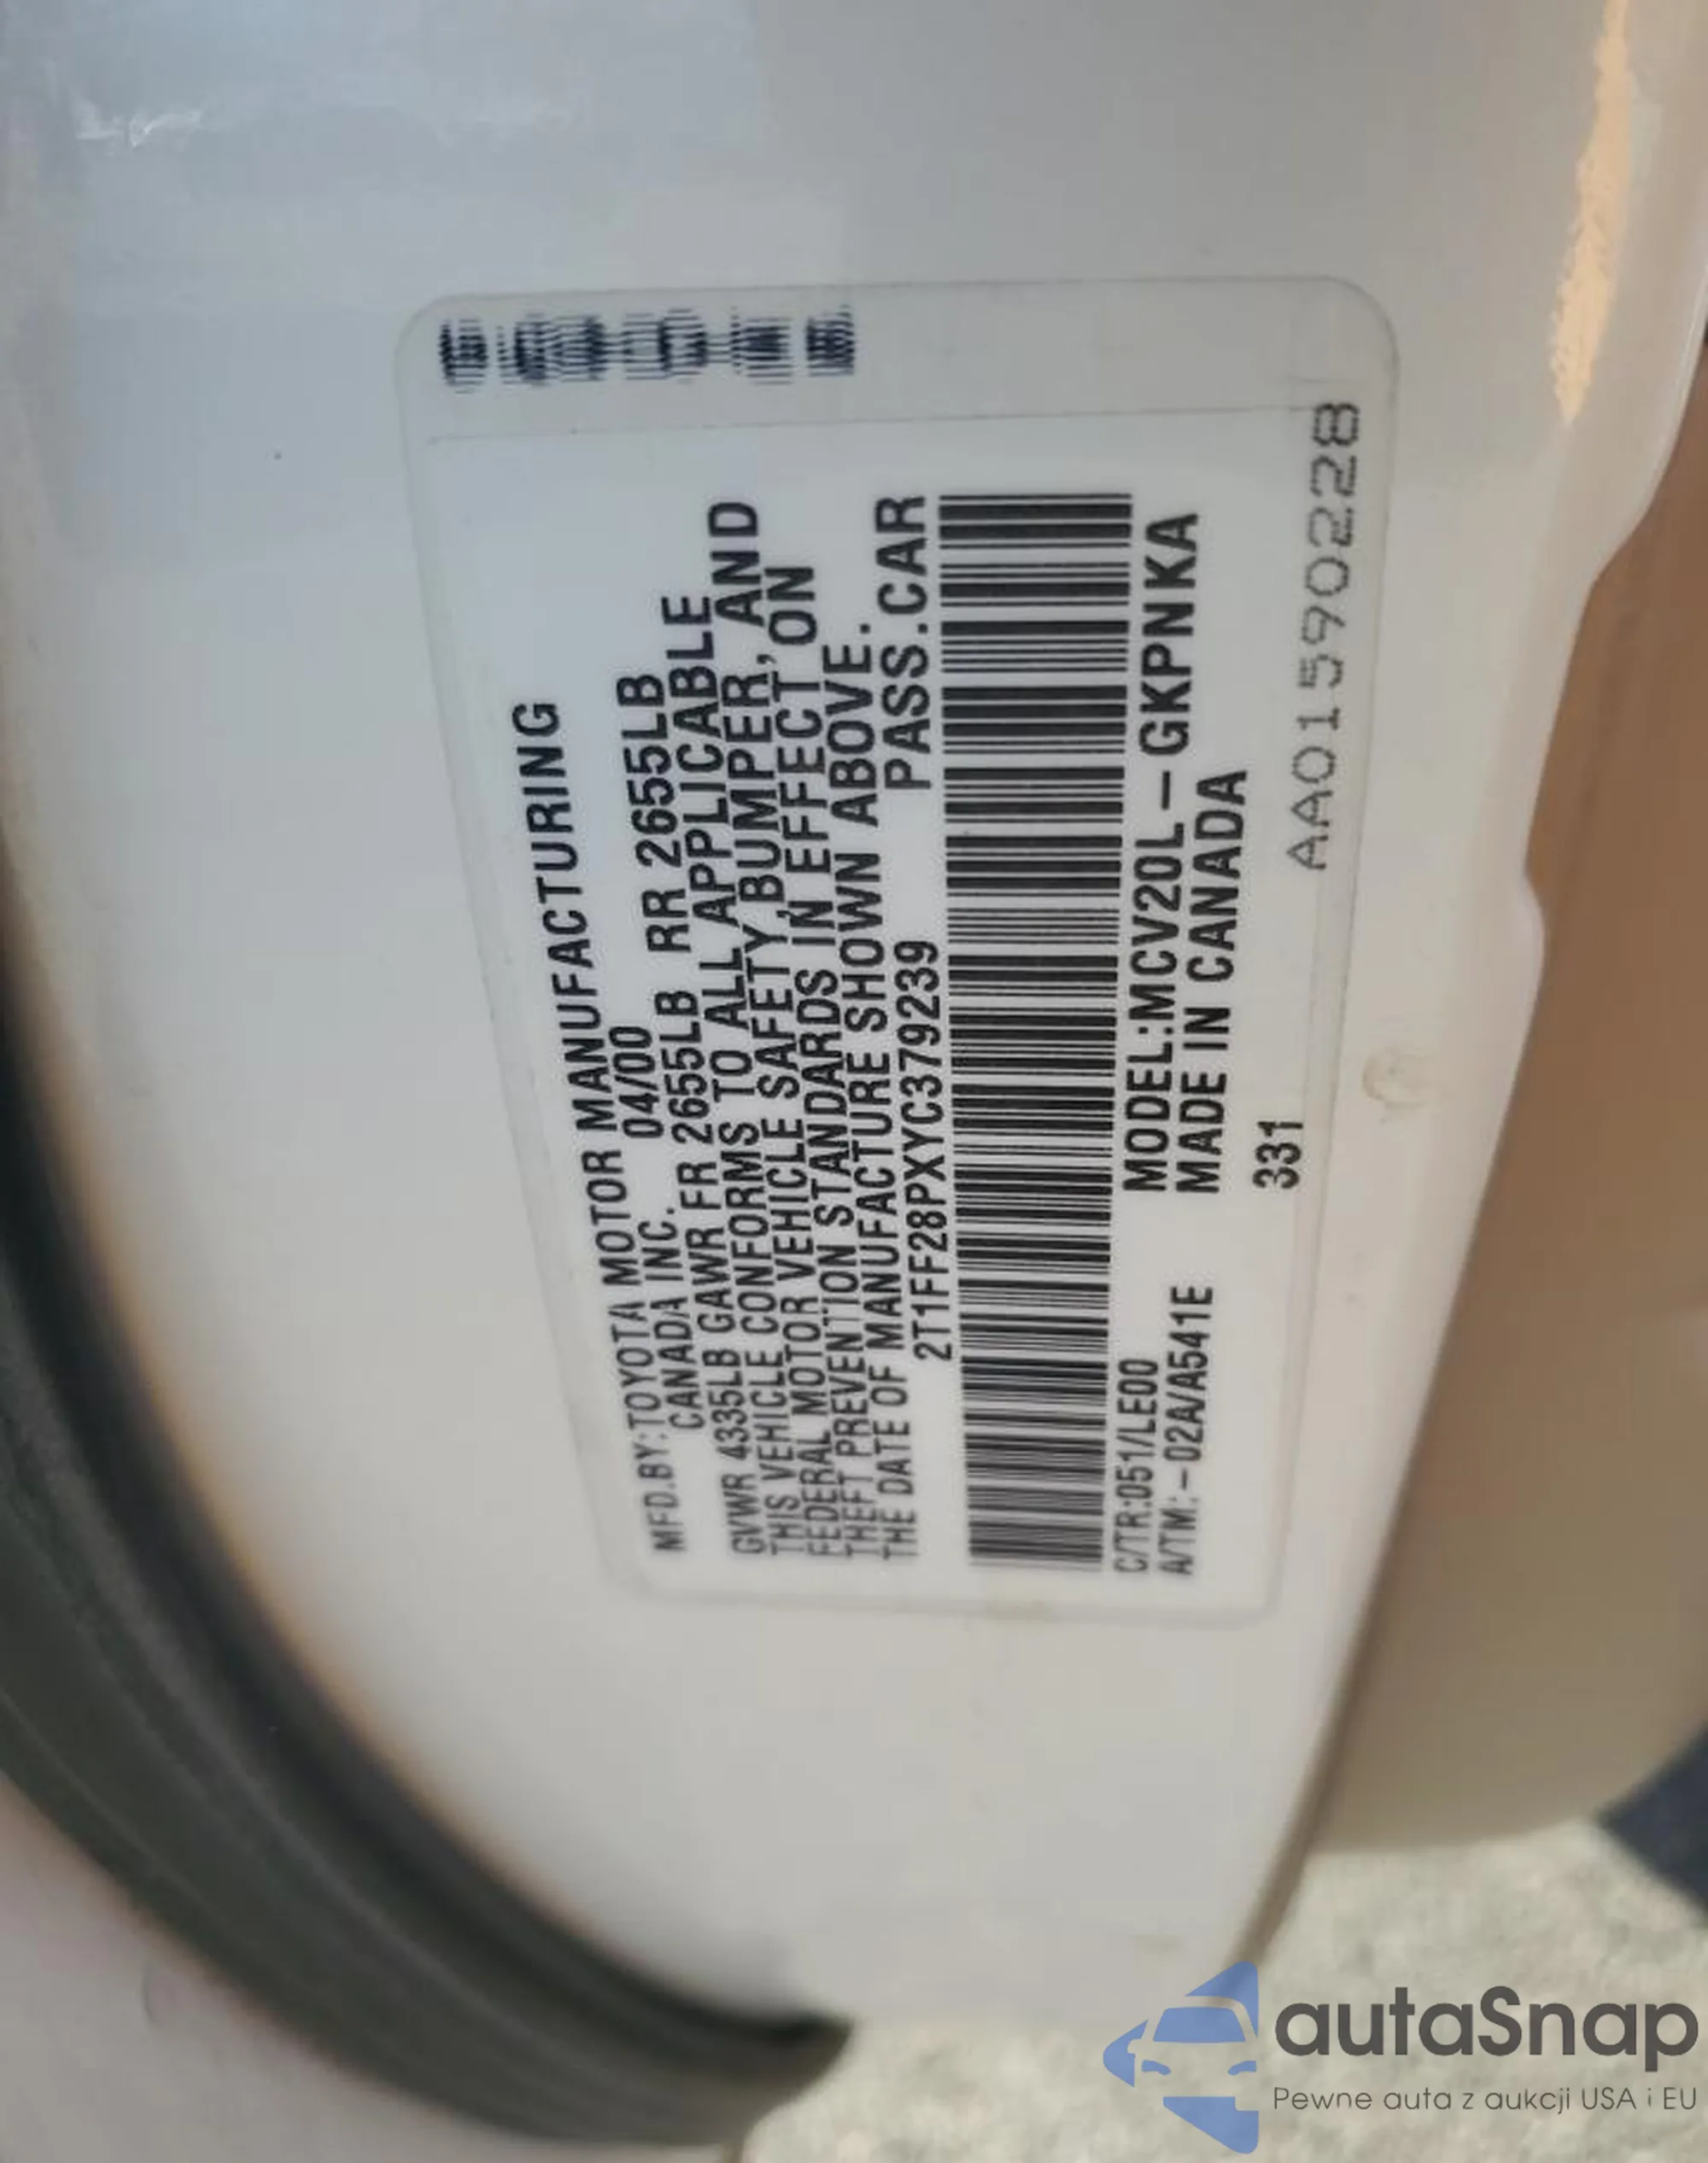 MFD.BY:TOYOTA MOTOR MANUFACTURING
CANADA INC. 04/00
GVWR 4335LB GAWR FR 2655LB RR 2655LB
THIS VEHICLE CONFORMS TO ALL APPLICABLE
FEDERAL MOTOR VEHICLE SAFETY,BUMPER, AND
THEFT PREVENTION STANDARDS IN EFFECT ON
THE DATE OF MANUFACTURE SHOWN ABOVE.
2T1FF28PXYC379239 PASS.CAR
C/TR:051/LE00 MODEL:MCV20L-GKPNKA
A/TM:-02A/A541E MADE IN CANADA
331
AA01590228
autaSnap
Pewne auta z aukcji USA i EU